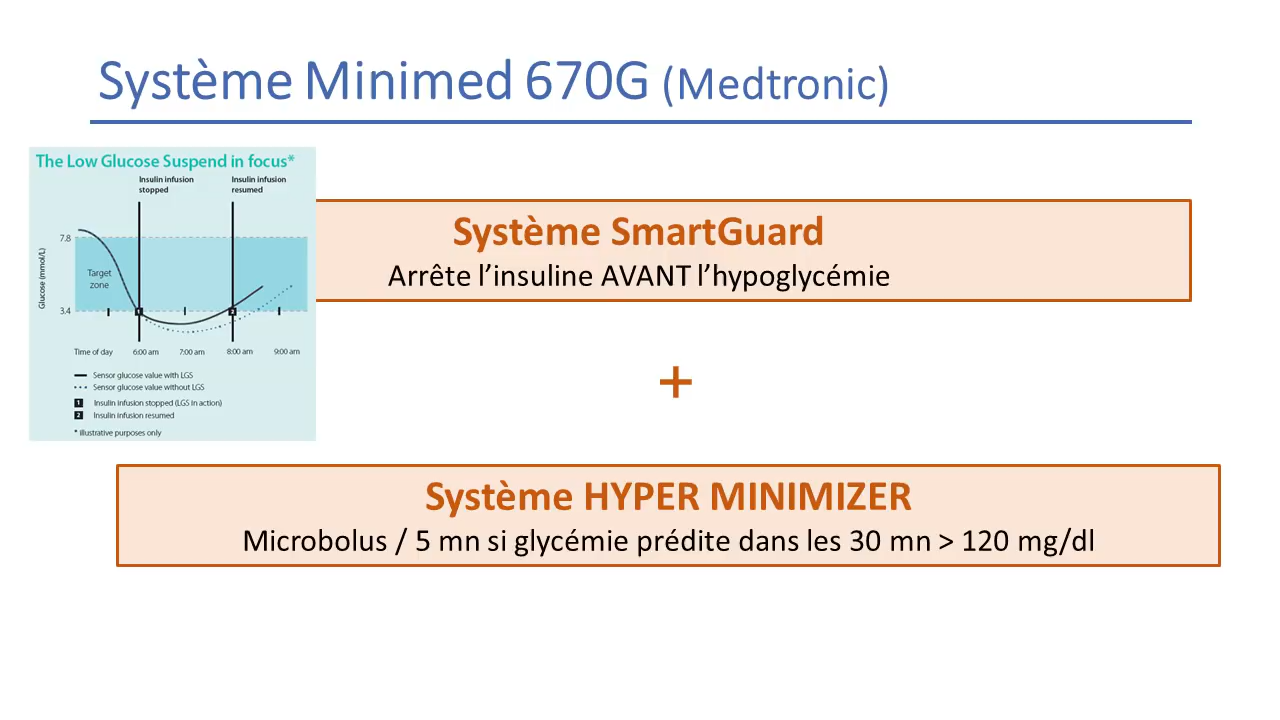 Système Minimed 670G (Medtronic)
The Low Glucose Suspend in focus*
Insulin infusion stopped
Insulin infusion resumed
Glucose (mmol/L)
7.8
Target zone
3.4
1
2
Time of day 6:00 am 7:00 am 8:00 am 9:00 am
Sensor glucose value with LGS
Sensor glucose value without LGS
1 Insulin infusion stopped (LGS in action)
2 Insulin infusion resumed
* illustrative purposes only
Système SmartGuard
Arrête l’insuline AVANT l’hypoglycémie
+
Système HYPER MINIMIZER
Microbolus / 5 mn si glycémie prédite dans les 30 mn > 120 mg/dl